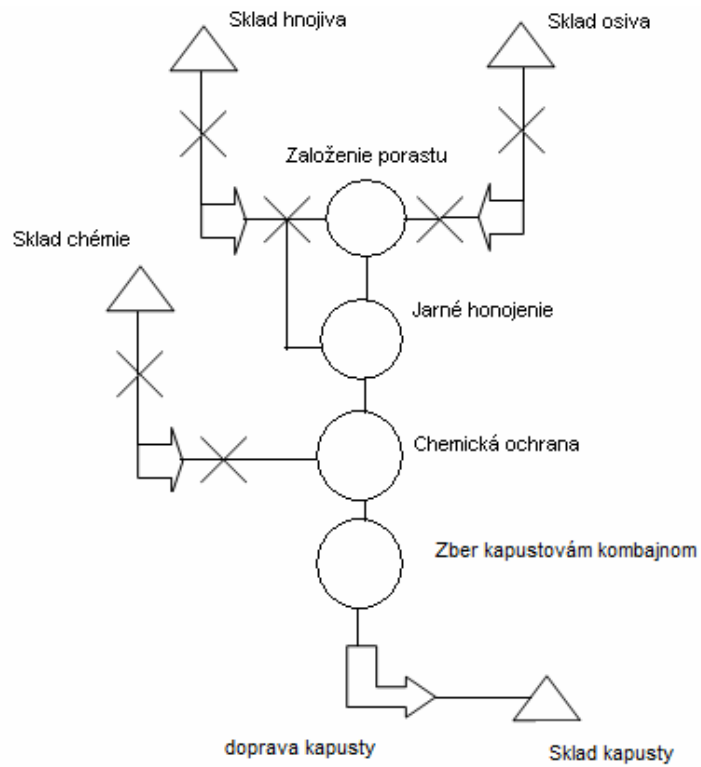 Sklad hnojiva
Sklad osiva
Založenie porastu
Sklad chémie
Jarné honojenie
Chemická ochrana
Zber kapustovám kombajnom
doprava kapusty
Sklad kapusty